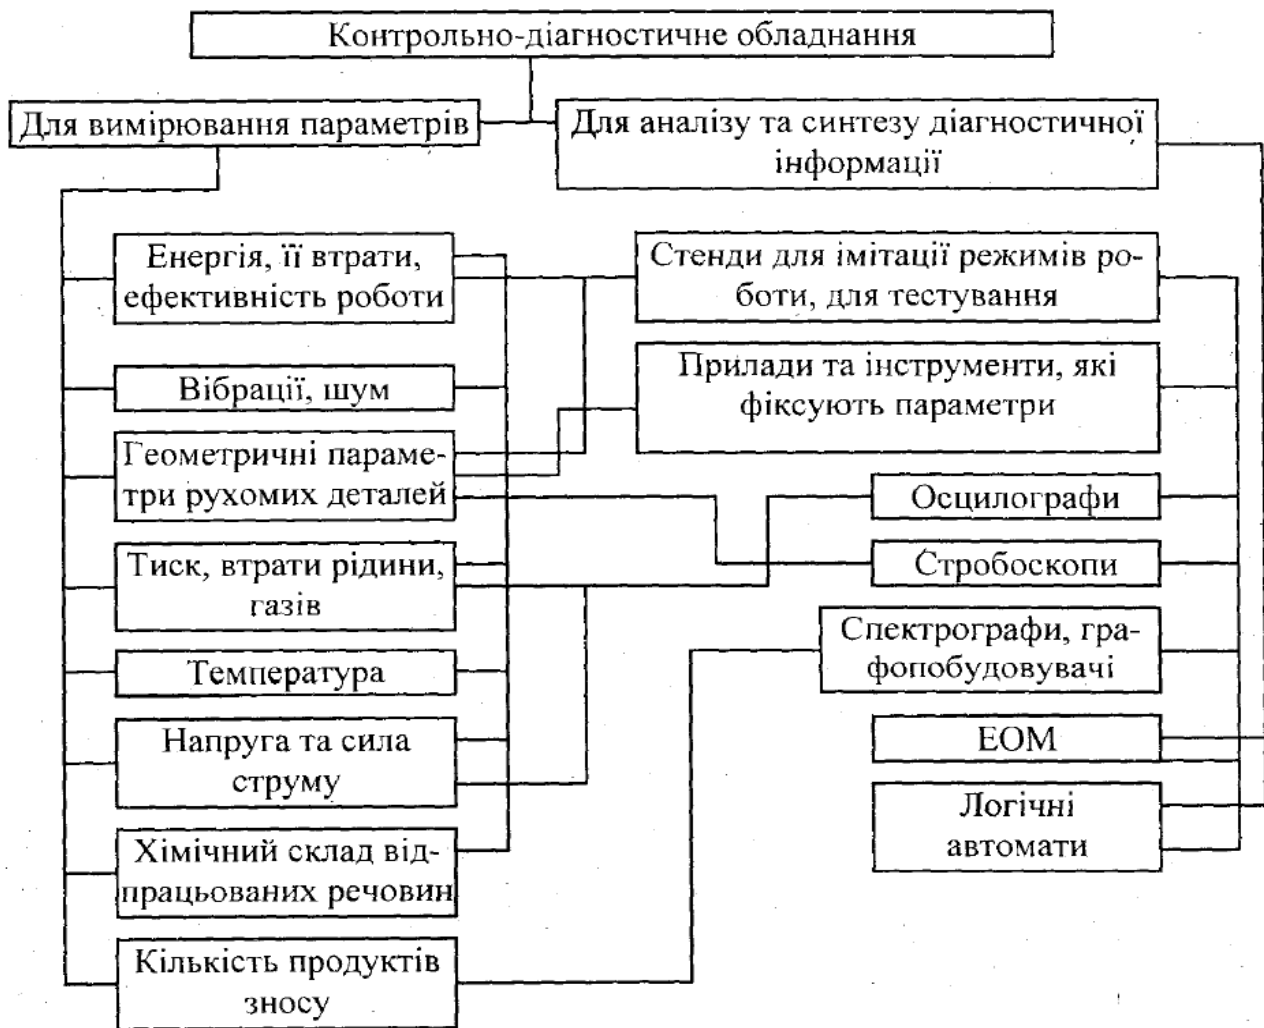 Контрольно-діагностичне обладнання
Для вимірювання параметрів
Для аналізу та синтезу діагностичної
інформації
Енергія, її втрати,
ефективність роботи
Вібрації, шум
Геометричні параме-
три рухомих деталей
Тиск, втрати рідини,
газів
Температура
Напруга та сила
струму
Хімічний склад від-
працьованих речовин
Кількість продуктів
зносу
Стенди для імітації режимів ро-
боти, для тестування
Прилади та інструменти, які
фіксують параметри
Осцилографи
Стробоскопи
Спектрографи, гра-
фопобудовувачі
ЕОМ
Логічні
автомати